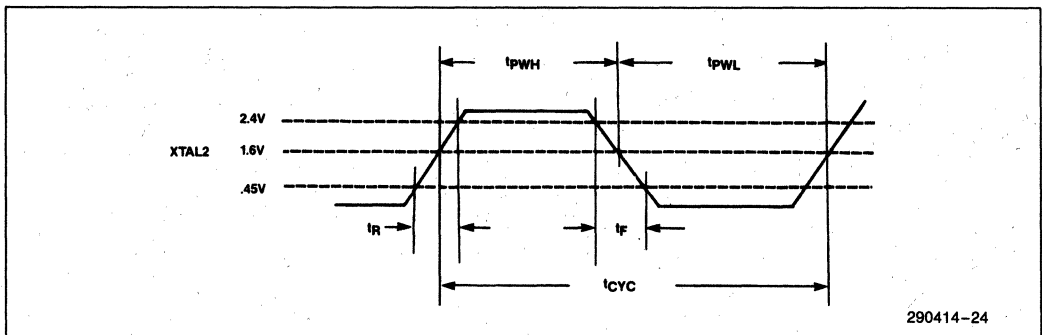 tPWH
tPWL
2.4V
XTAL2 1.6V
.45V
tR
tF
tCYC
290414-24